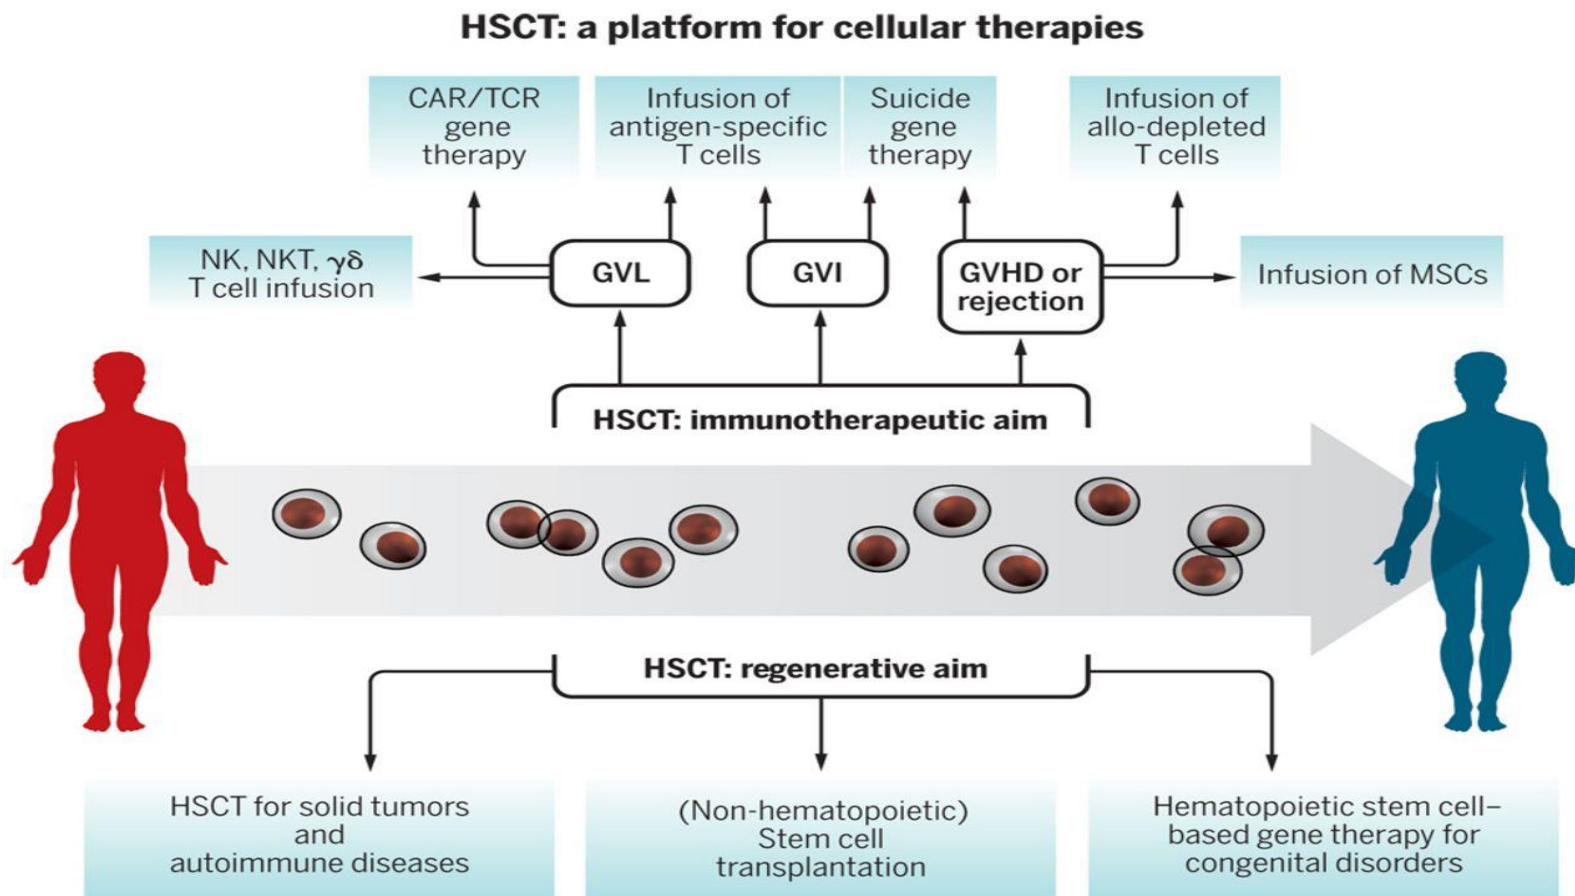 HSCT: a platform for cellular therapies
CAR/TCR
gene
therapy
Infusion of
antigen-specific
T cells
Suicide
gene
therapy
Infusion of
allo-depleted
T cells
NK, NKT, γδ
T cell infusion
GVL
GVI
GVHD or
rejection
Infusion of MSCs
HSCT: immunotherapeutic aim
HSCT: regenerative aim
HSCT for solid tumors
and
autoimmune diseases
(Non-hematopoietic)
Stem cell
transplantation
Hematopoietic stem cell–
based gene therapy for
congenital disorders